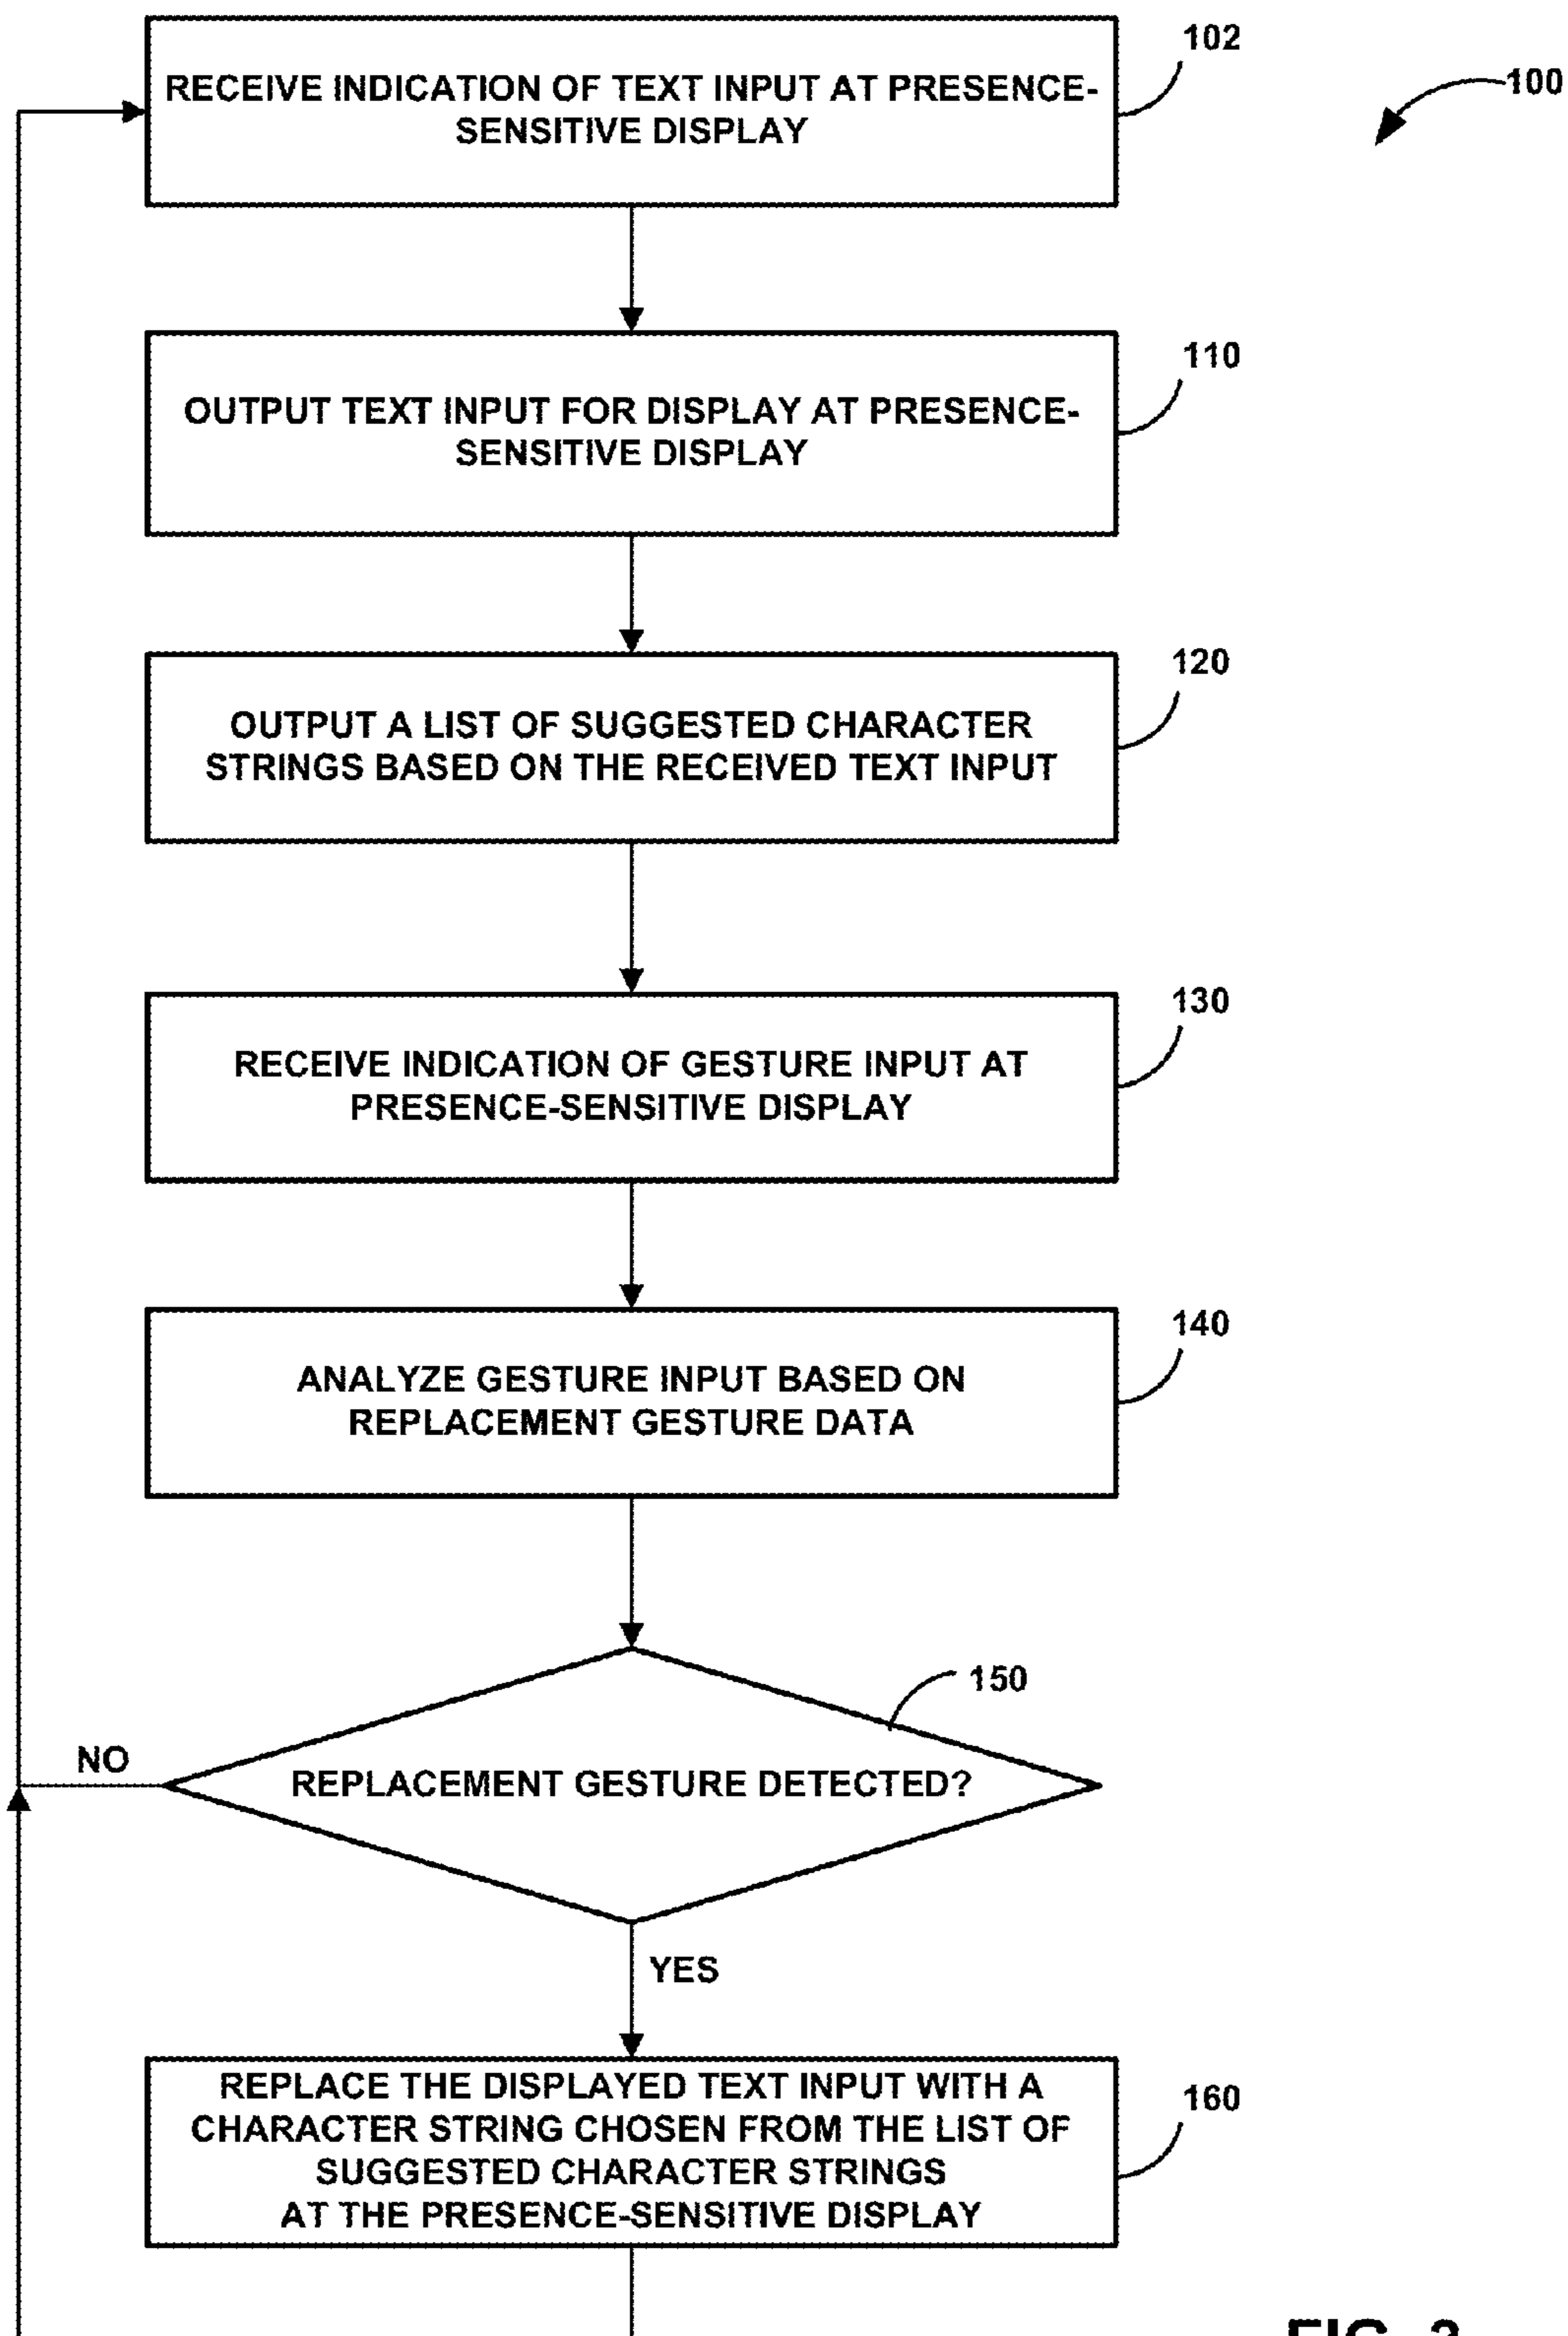 102
100
RECEIVE INDICATION OF TEXT INPUT AT PRESENCE-
SENSITIVE DISPLAY
110
OUTPUT TEXT INPUT FOR DISPLAY AT PRESENCE-
SENSITIVE DISPLAY
120
OUTPUT A LIST OF SUGGESTED CHARACTER
STRINGS BASED ON THE RECEIVED TEXT INPUT
130
RECEIVE INDICATION OF GESTURE INPUT AT
PRESENCE-SENSITIVE DISPLAY
140
ANALYZE GESTURE INPUT BASED ON
REPLACEMENT GESTURE DATA
150
NO
REPLACEMENT GESTURE DETECTED?
YES
160
REPLACE THE DISPLAYED TEXT INPUT WITH A
CHARACTER STRING CHOSEN FROM THE LIST OF
SUGGESTED CHARACTER STRINGS
AT THE PRESENCE-SENSITIVE DISPLAY
FIG.